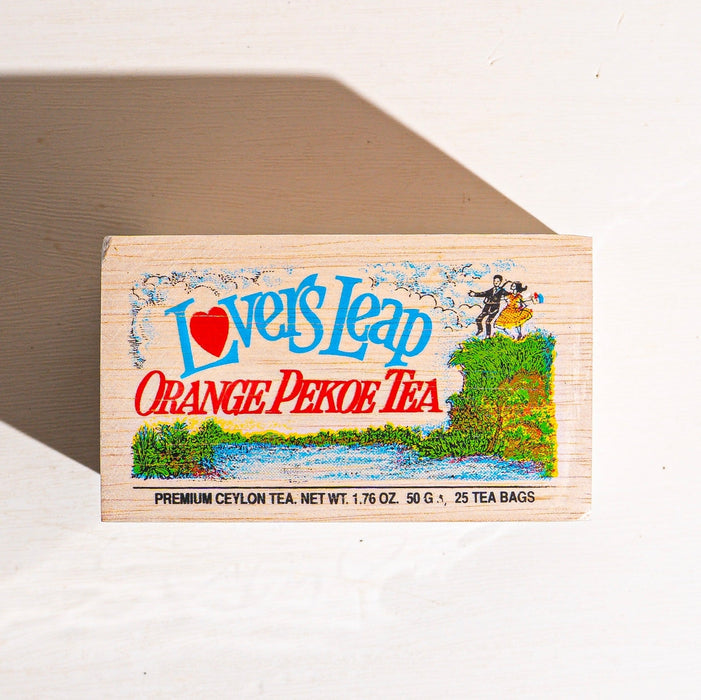 Lovers Leap
ORANGE PEKOE TEA
PREMIUM CEYLON TEA. NET WT. 1.76 OZ. 50 G., 25 TEA BAGS